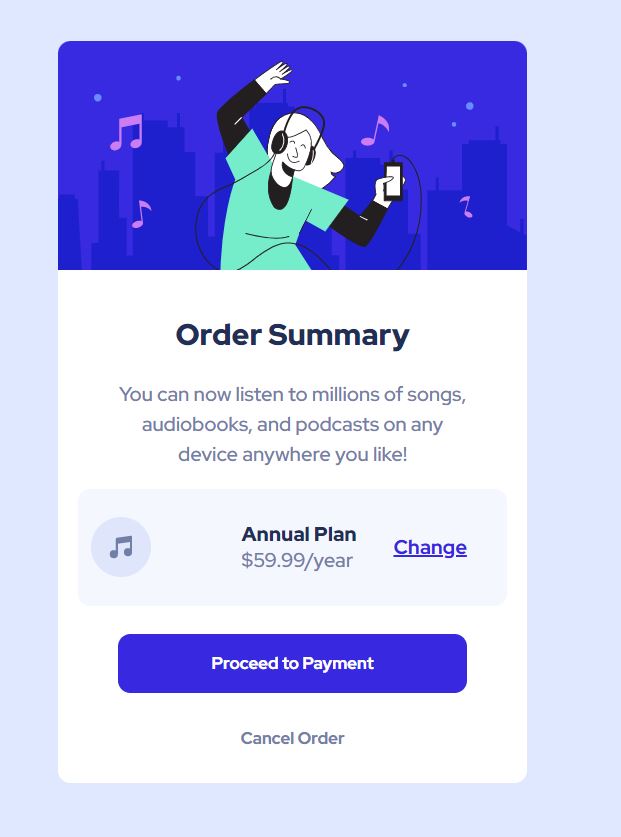 Order Summary
You can now listen to millions of songs,
audiobooks, and podcasts on any
device anywhere you like!
Annual Plan
$59.99/year
Change
Proceed to Payment
Cancel Order